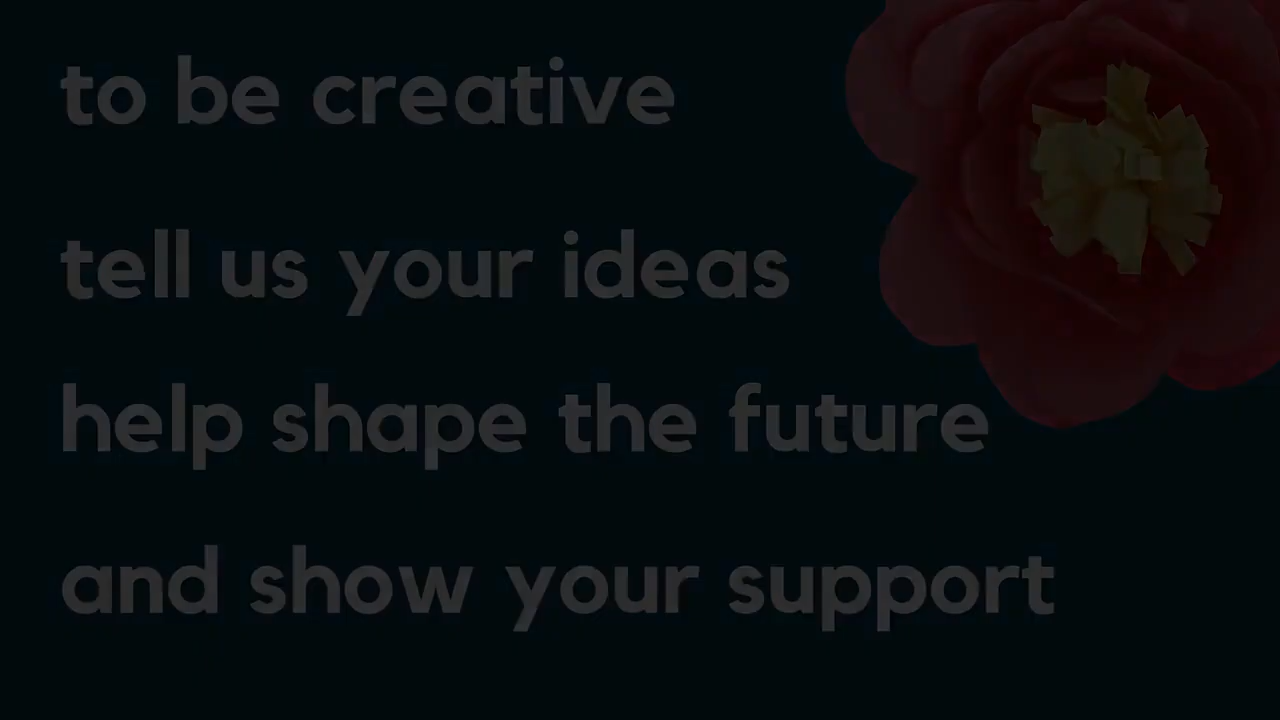 to be creative
tell us your ideas
help shape the future
and show your support